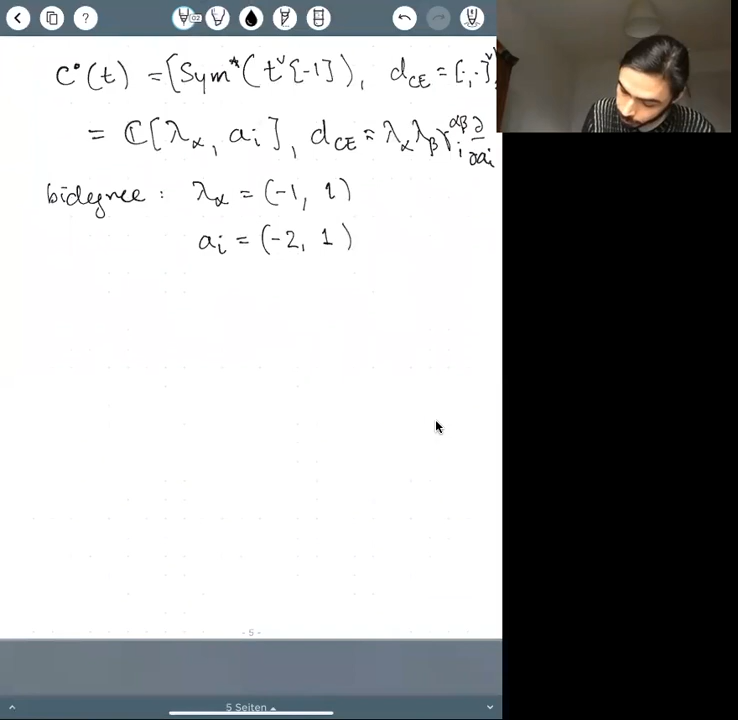 C•(t) = [Sym*(t^∨[-1]), d_CE = [·,·]^∨
= ℂ[λ_α, a_i], d_CE = λ_α λ_β γ_i^{αβ} ∂/∂a_i
bidegree : λ_α = (-1, 1)
a_i = (-2, 1)
- 5 -
5 Seiten